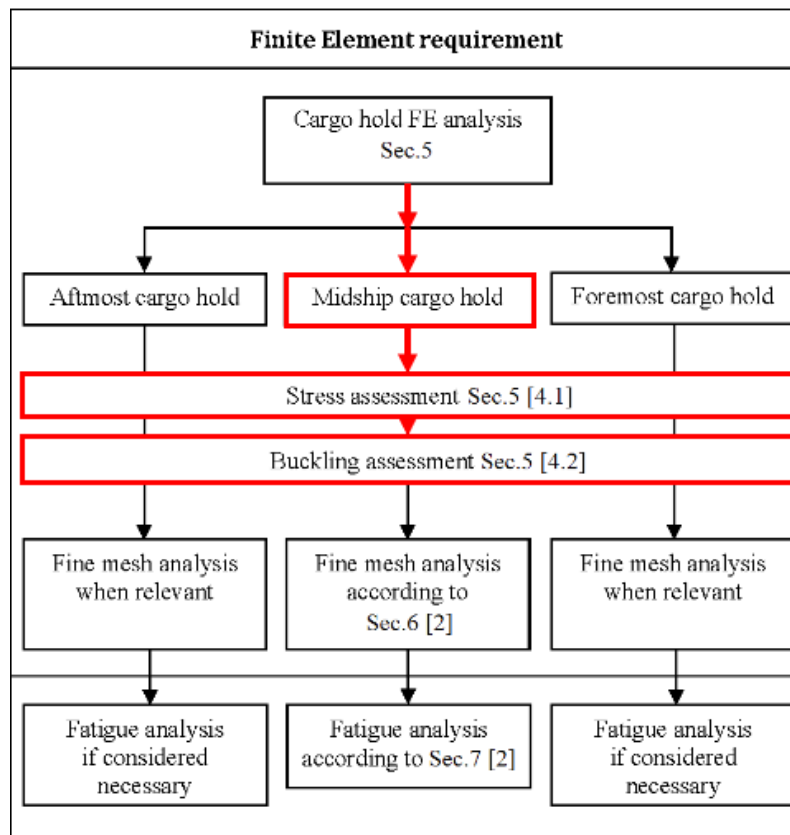 Finite Element requirement
Cargo hold FE analysis
Sec.5
Aftmost cargo hold
Midship cargo hold
Foremost cargo hold
Stress assessment Sec.5 [4.1]
Buckling assessment Sec.5 [4.2]
Fine mesh analysis
when relevant
Fine mesh analysis
according to
Sec.6 [2]
Fine mesh analysis
when relevant
Fatigue analysis
if considered
necessary
Fatigue analysis
according to Sec.7 [2]
Fatigue analysis
if considered
necessary